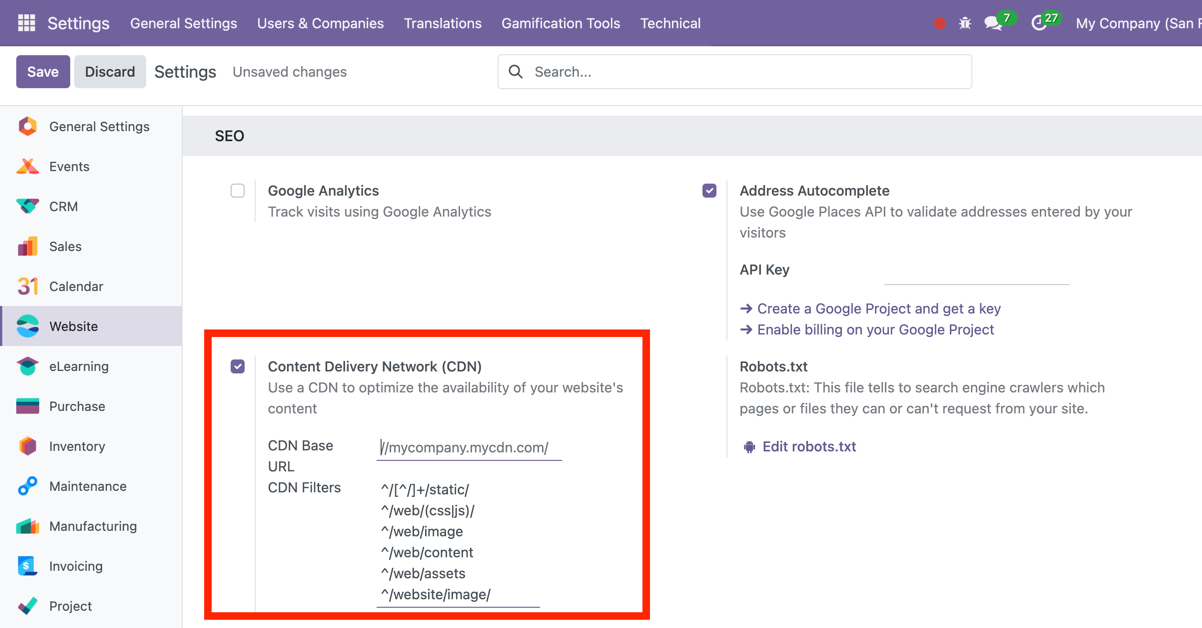 Settings General Settings Users & Companies Translations Gamification Tools Technical 7 27 My Company (San F
Save Discard Settings Unsaved changes Search...
General Settings
Events
CRM
Sales
31 Calendar
Website
eLearning
Purchase
Inventory
Maintenance
Manufacturing
$ Invoicing
Project
SEO
Google Analytics
Track visits using Google Analytics
Address Autocomplete
Use Google Places API to validate addresses entered by your
visitors
API Key
→ Create a Google Project and get a key
→ Enable billing on your Google Project
Content Delivery Network (CDN)
Use a CDN to optimize the availability of your website's
content
CDN Base
URL
//mycompany.mycdn.com/
CDN Filters
^/[^/]+/static/
^/web/(css|js)/
^/web/image
^/web/content
^/web/assets
^/website/image/
Robots.txt
Robots.txt: This file tells to search engine crawlers which
pages or files they can or can't request from your site.
Edit robots.txt